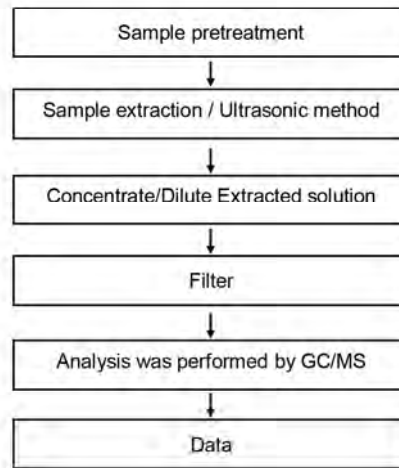 Sample pretreatment
Sample extraction / Ultrasonic method
Concentrate/Dilute Extracted solution
Filter
Analysis was performed by GC/MS
Data